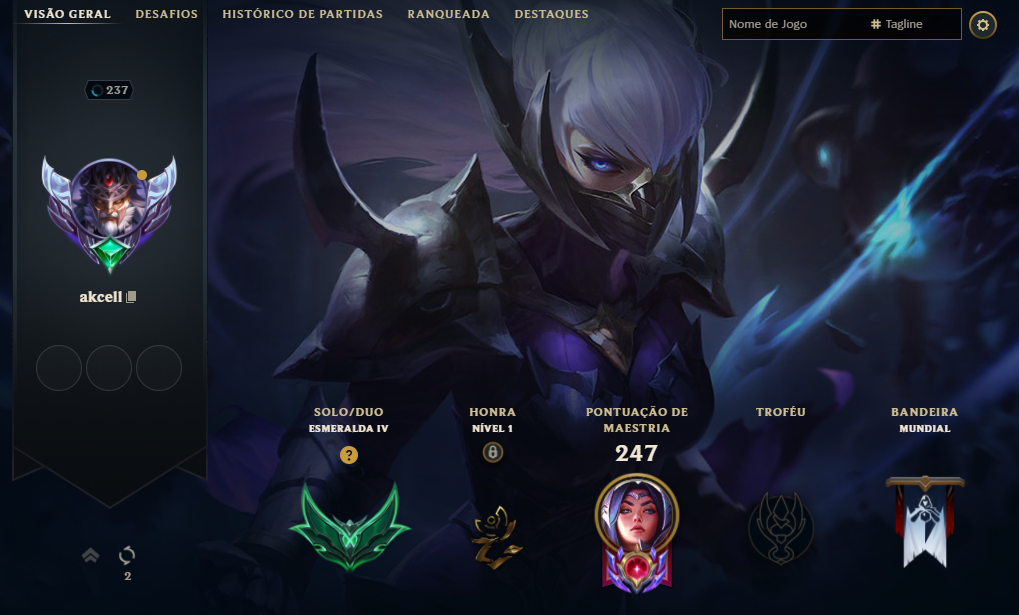 VISÃO GERAL
DESAFIOS
HISTÓRICO DE PARTIDAS
RANQUEADA
DESTAQUES
Nome de Jogo
# Tagline
237
akcell
SOLO/DUO
ESMERALDA IV
?
HONRA
NÍVEL 1
PONTUAÇÃO DE
MAESTRIA
247
TROFÉU
BANDEIRA
MUNDIAL
2